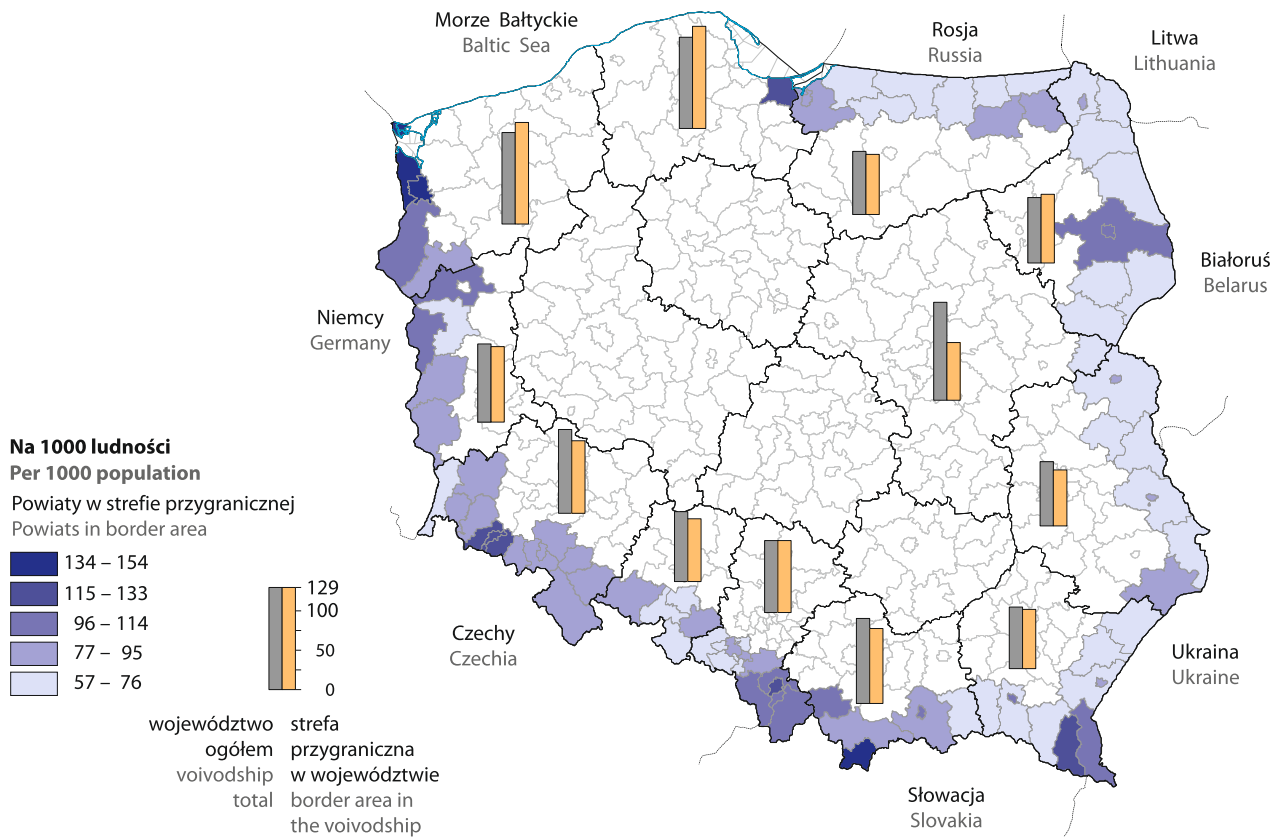 Morze Bałtyckie
Baltic Sea
Rosja
Russia
Litwa
Lithuania
Białoruś
Belarus
Niemcy
Germany
Na 1000 ludności
Per 1000 population
Powiaty w strefie przygranicznej
Powiats in border area
134 – 154
115 – 133
96 – 114
77 – 95
57 – 76
129
100
50
0
województwo strefa
ogółem przygraniczna
voivodship w województwie
total border area in
the voivodship
Czechy
Czechia
Ukraina
Ukraine
Słowacja
Slovakia